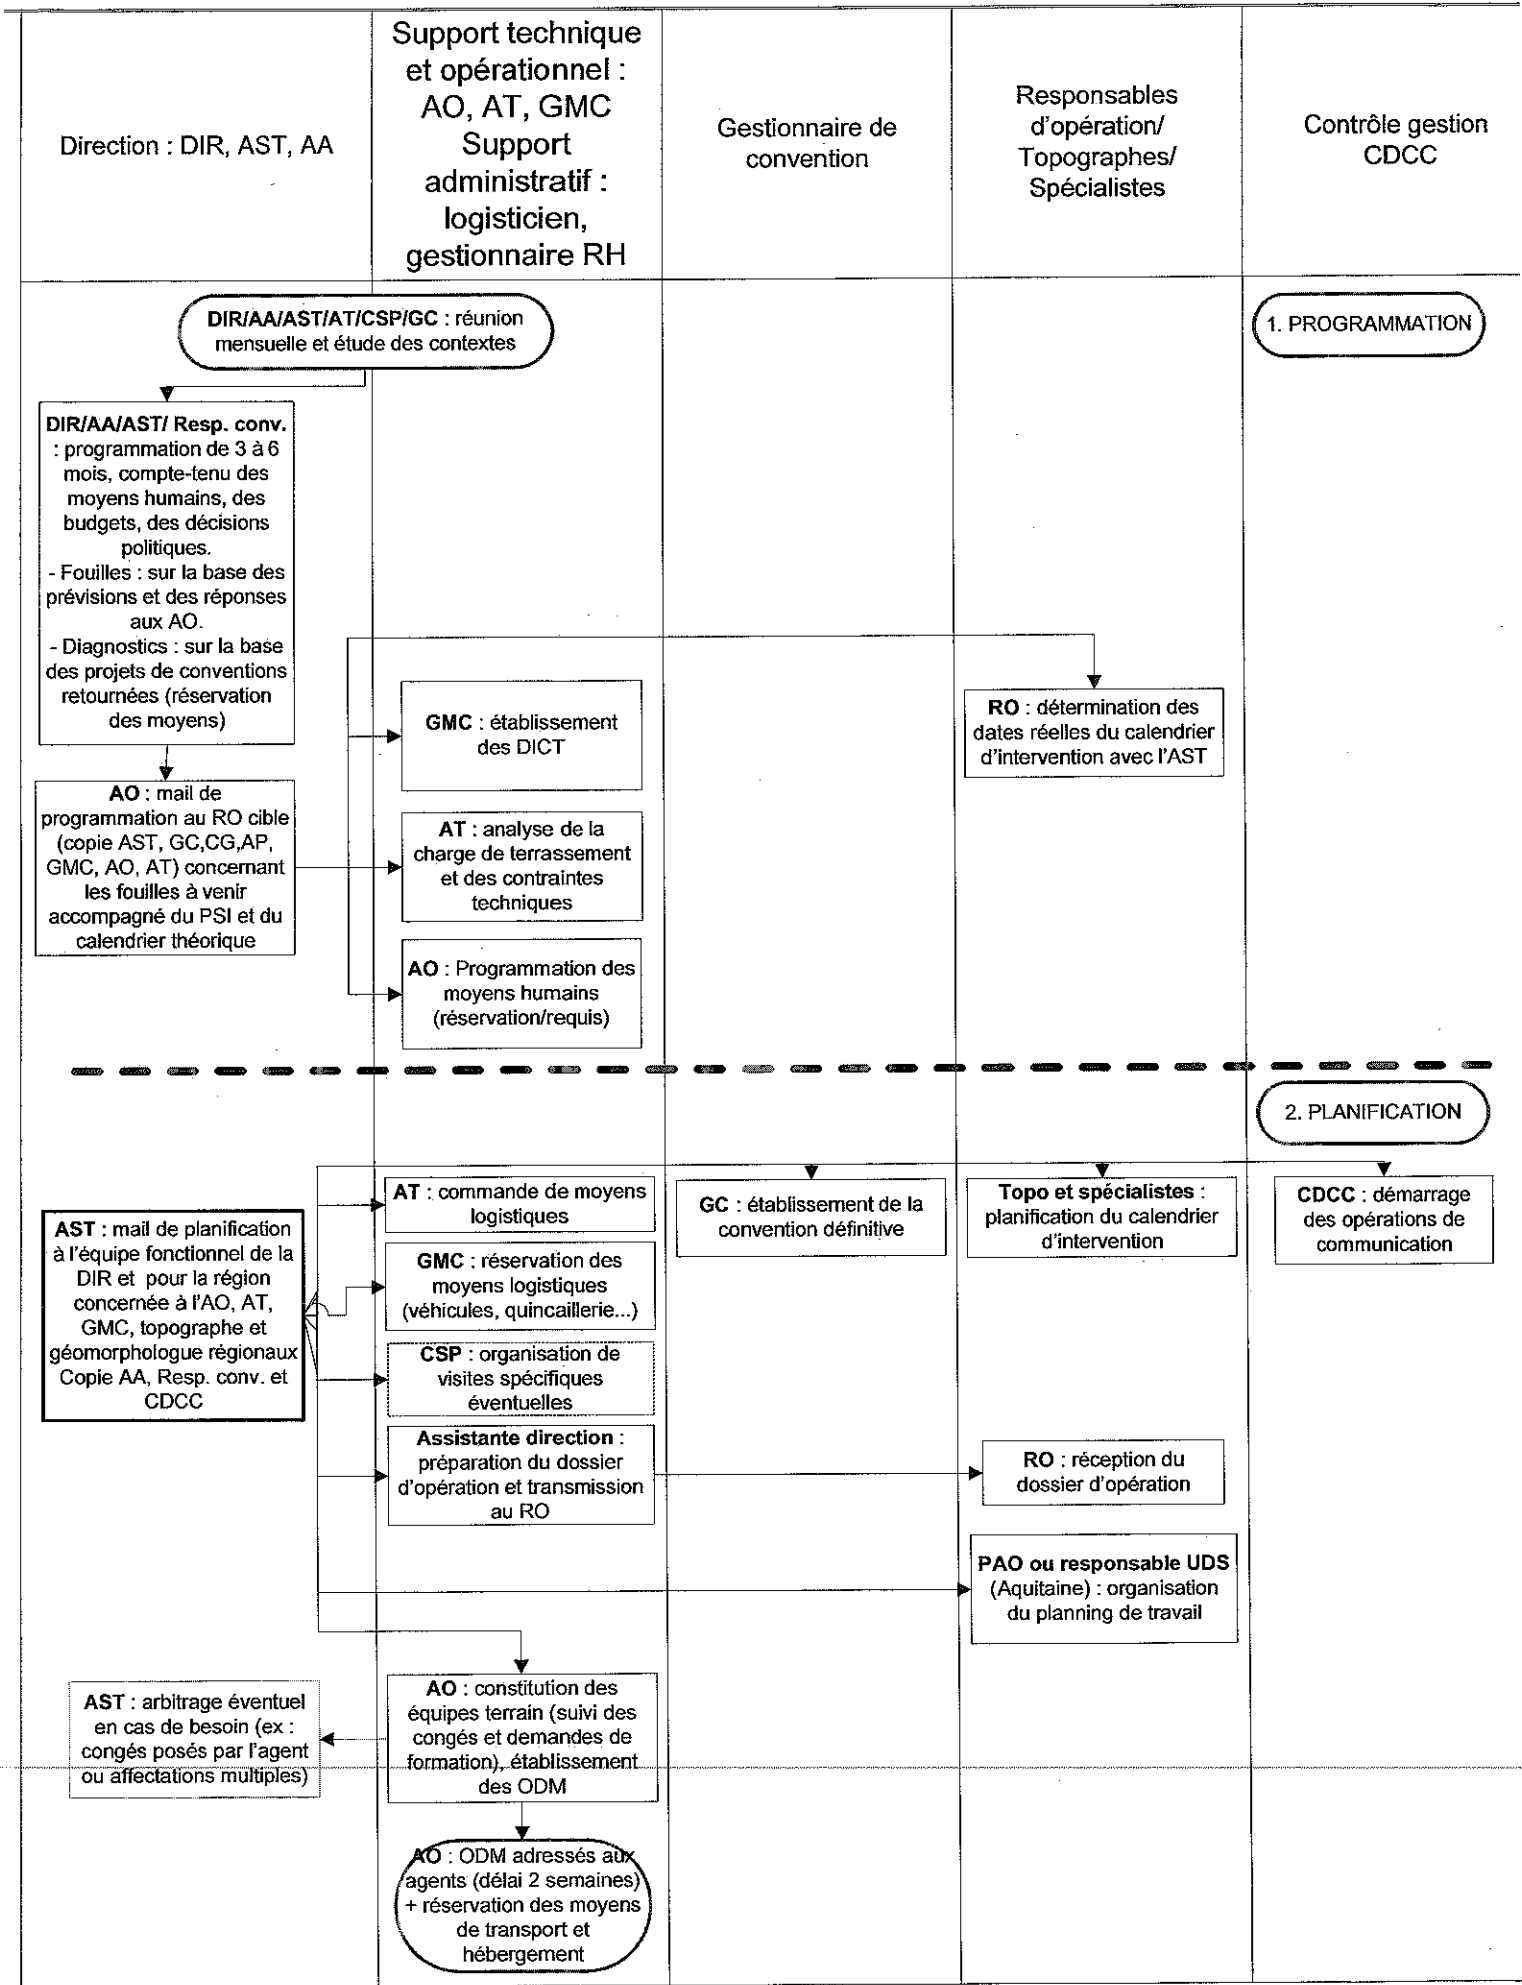 Direction : DIR, AST, AA
Support technique
et opérationnel :
AO, AT, GMC
Support
administratif :
logisticien,
gestionnaire RH
Gestionnaire de
convention
Responsables
d'opération/
Topographes/
Spécialistes
Contrôle gestion
CDCC
DIR/AA/AST/AT/CSP/GC : réunion
mensuelle et étude des contextes
1. PROGRAMMATION
DIR/AA/AST/ Resp. conv.
: programmation de 3 à 6
mois, compte-tenu des
moyens humains, des
budgets, des décisions
politiques.
- Fouilles : sur la base des
prévisions et des réponses
aux AO.
- Diagnostics : sur la base
des projets de conventions
retournées (réservation
des moyens)
GMC : établissement
des DICT
RO : détermination des
dates réelles du calendrier
d'intervention avec l'AST
AO : mail de
programmation au RO cible
(copie AST, GC,CG,AP,
GMC, AO, AT) concernant
les fouilles à venir
accompagné du PSI et du
calendrier théorique
AT : analyse de la
charge de terrassement
et des contraintes
techniques
AO : Programmation des
moyens humains
(réservation/requis)
2. PLANIFICATION
AST : mail de planification
à l'équipe fonctionnel de la
DIR et pour la région
concernée à l'AO, AT,
GMC, topographe et
géomorphologue régionaux
Copie AA, Resp. conv. et
CDCC
AT : commande de moyens
logistiques
GC : établissement de la
convention définitive
Topo et spécialistes :
planification du calendrier
d'intervention
CDCC : démarrage
des opérations de
communication
GMC : réservation des
moyens logistiques
(véhicules, quincaillerie...)
CSP : organisation de
visites spécifiques
éventuelles
Assistante direction :
préparation du dossier
d'opération et transmission
au RO
RO : réception du
dossier d'opération
PAO ou responsable UDS
(Aquitaine) : organisation
du planning de travail
AST : arbitrage éventuel
en cas de besoin (ex :
congés posés par l'agent
ou affectations multiples)
AO : constitution des
équipes terrain (suivi des
congés et demandes de
formation), établissement
des ODM
AO : ODM adressés aux
agents (délai 2 semaines)
+ réservation des moyens
de transport et
hébergement